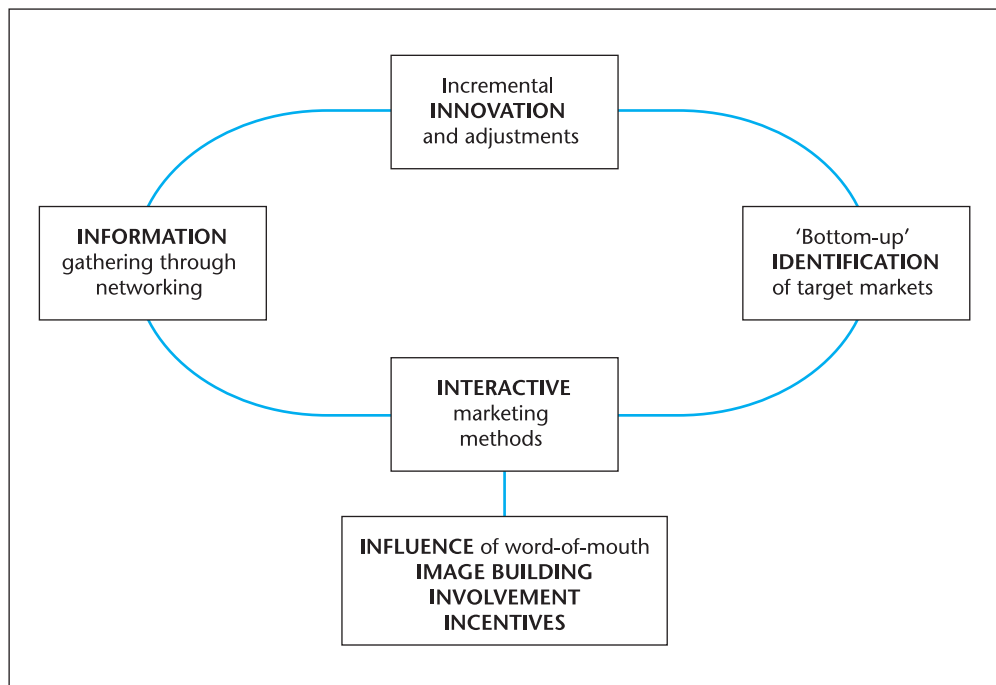 Incremental
INNOVATION
and adjustments
INFORMATION
gathering through
networking
‘Bottom-up’
IDENTIFICATION
of target markets
INTERACTIVE
marketing
methods
INFLUENCE of word-of-mouth
IMAGE BUILDING
INVOLVEMENT
INCENTIVES